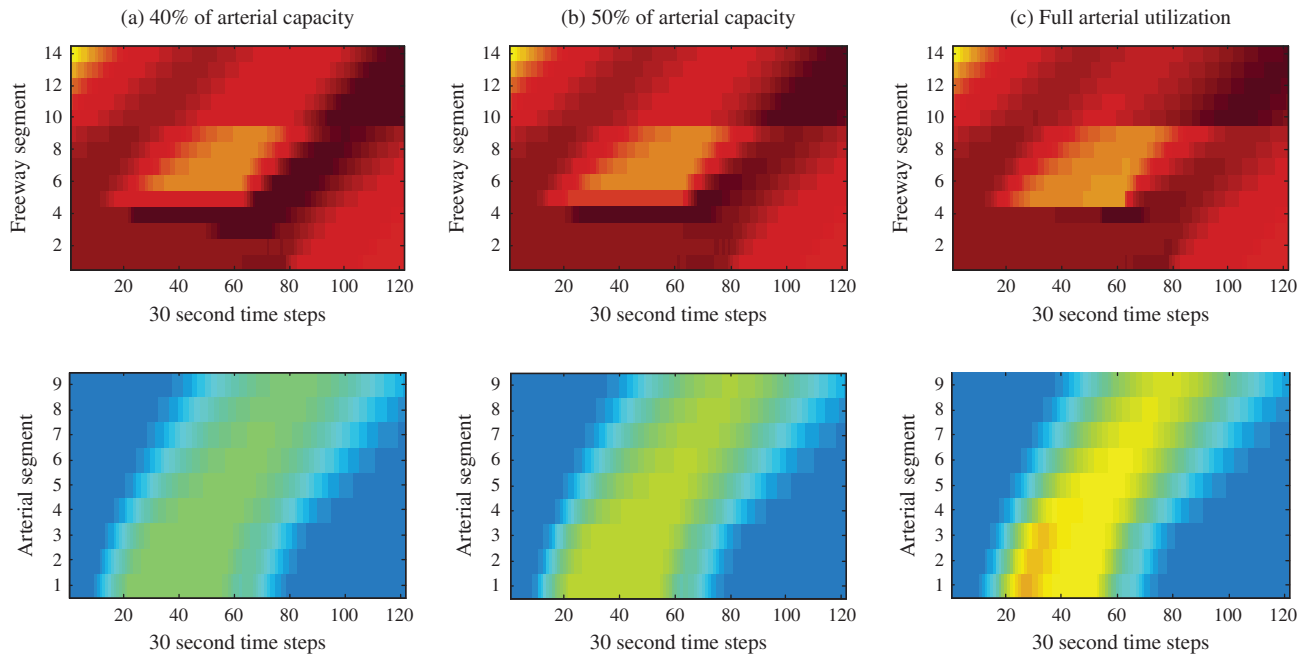 (a) 40% of arterial capacity
(b) 50% of arterial capacity
(c) Full arterial utilization
Freeway segment
14
12
10
8
6
4
2
20 40 60 80 100 120
30 second time steps
Freeway segment
14
12
10
8
6
4
2
20 40 60 80 100 120
30 second time steps
Freeway segment
14
12
10
8
6
4
2
20 40 60 80 100 120
30 second time steps
Arterial segment
9
8
7
6
5
4
3
2
1
20 40 60 80 100 120
30 second time steps
Arterial segment
9
8
7
6
5
4
3
2
1
20 40 60 80 100 120
30 second time steps
Arterial segment
9
8
7
6
5
4
3
2
1
20 40 60 80 100 120
30 second time steps